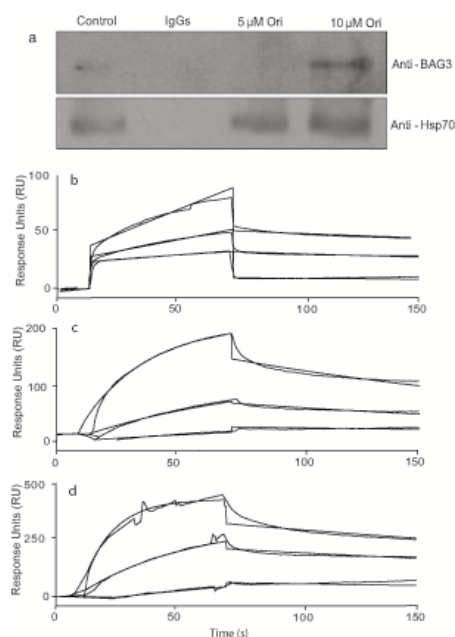 Control IgGs 5 μM Ori 10 μM Ori
a
Anti-BAG3
Anti-Hsp70
b
Response Units (RU)
100
50
0
0 50 100 150
c
Response Units (RU)
200
100
0
0 50 100 150
d
Response Units (RU)
500
250
0
0 50 100 150
Time (s)